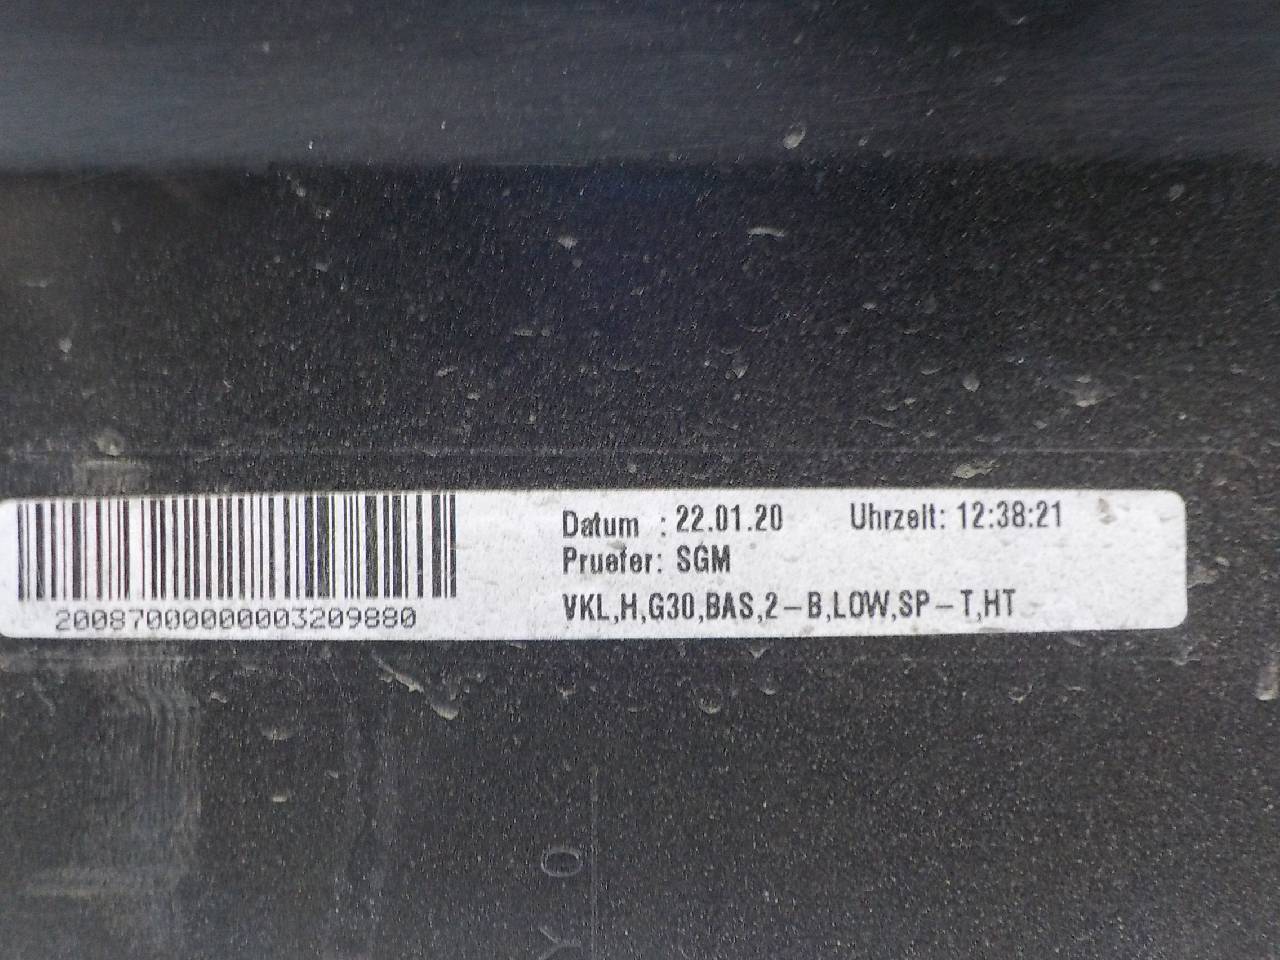 Datum : 22.01.20 Uhrzeit: 12:38:21
Pruefer: SGM
VKL,H,G30,BAS,2-B,LOW,SP-T,HT
20087000000003209880